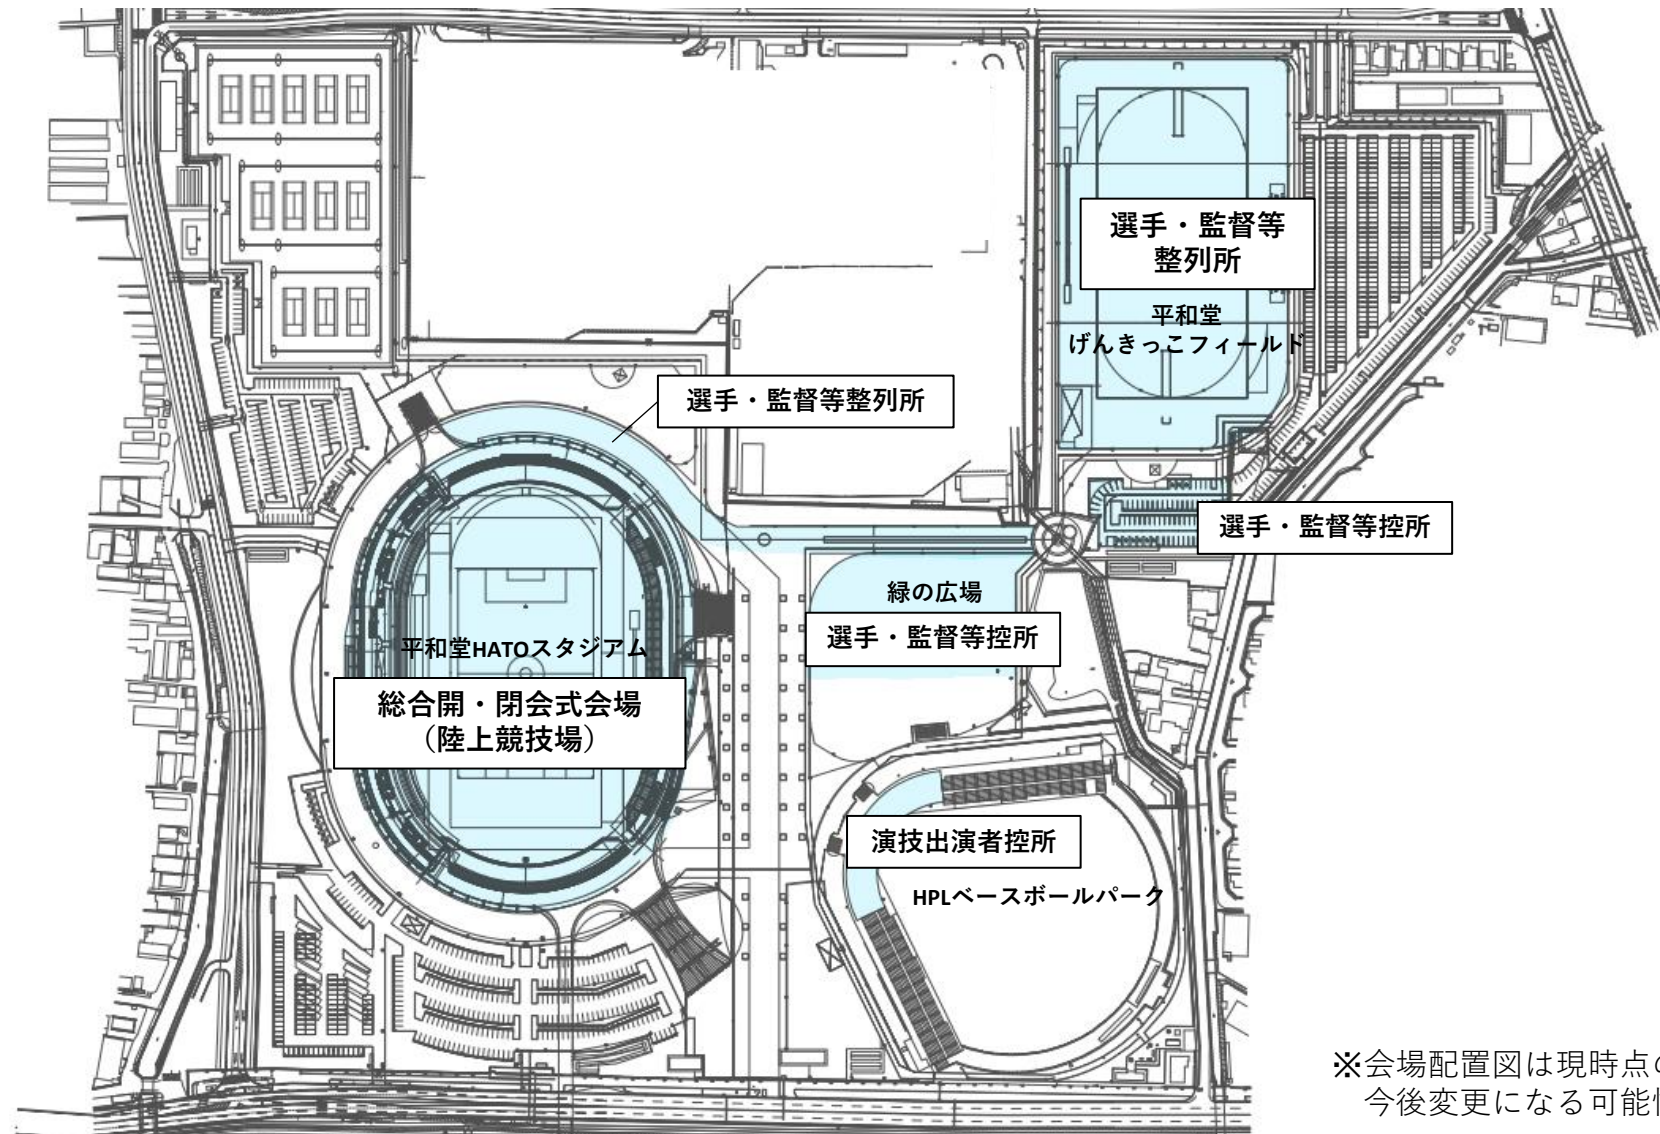 選手・監督等
整列所
平和堂
げんきっこフィールド
選手・監督等整列所
選手・監督等控所
緑の広場
選手・監督等控所
平和堂HATOスタジアム
総合開・閉会式会場
（陸上競技場）
演技出演者控所
HPLベースボールパーク
※会場配置図は現時点
今後変更になる可能